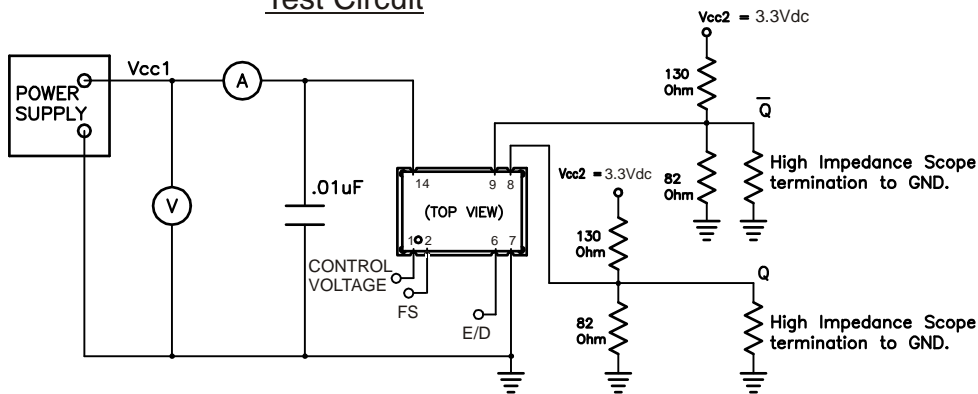 Test Circuit
Vcc2 = 3.3Vdc
Vcc1
A
POWER
SUPPLY
130
Ohm
Q̅
.01uF
V
14
9
8
(TOP VIEW)
1
2
6
7
Vcc2 = 3.3Vdc
82
Ohm
High Impedance Scope
termination to GND.
130
Ohm
CONTROL
VOLTAGE
FS
E/D
Q
82
Ohm
High Impedance Scope
termination to GND.